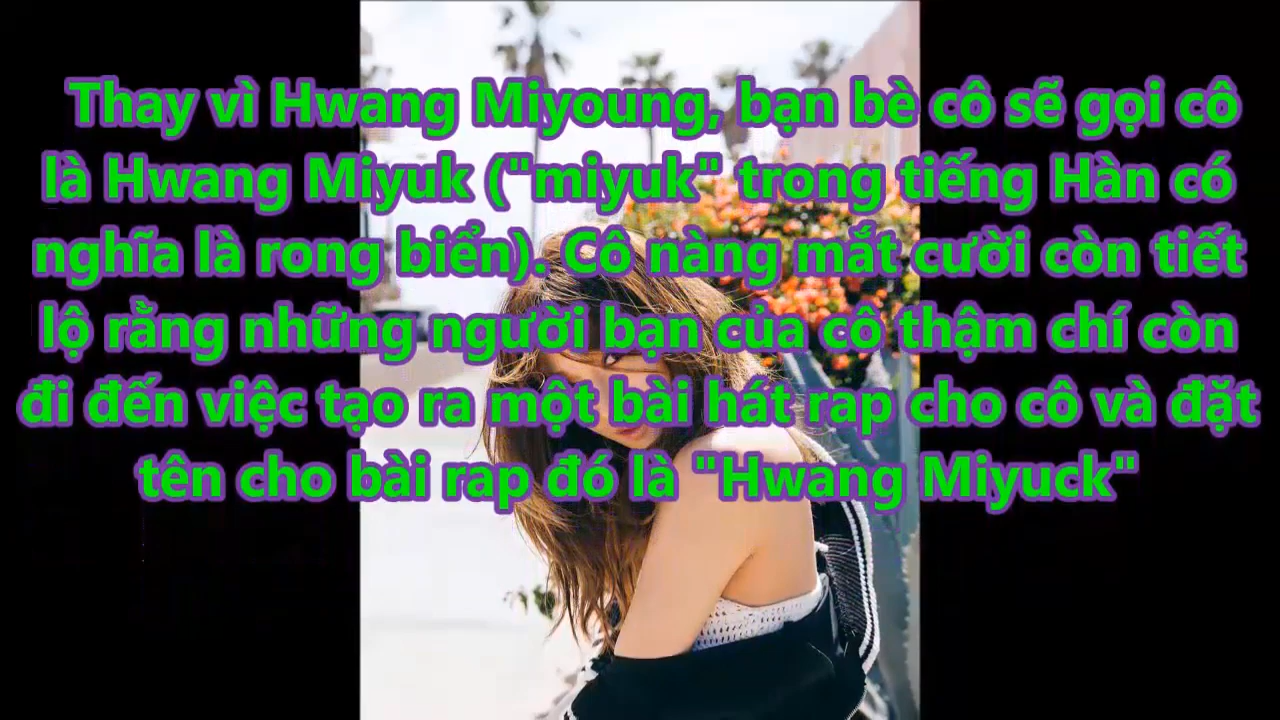 Thay vì Hwang Miyoung, bạn bè cô sẽ gọi cô
là Hwang Miyuk ("miyuk" trong tiếng Hàn có
nghĩa là rong biển). Cô nàng mắt cười còn tiết
lộ rằng những người bạn của cô thậm chí còn
đi đến việc tạo ra một bài hát rap cho cô và đặt
tên cho bài rap đó là "Hwang Miyuck"